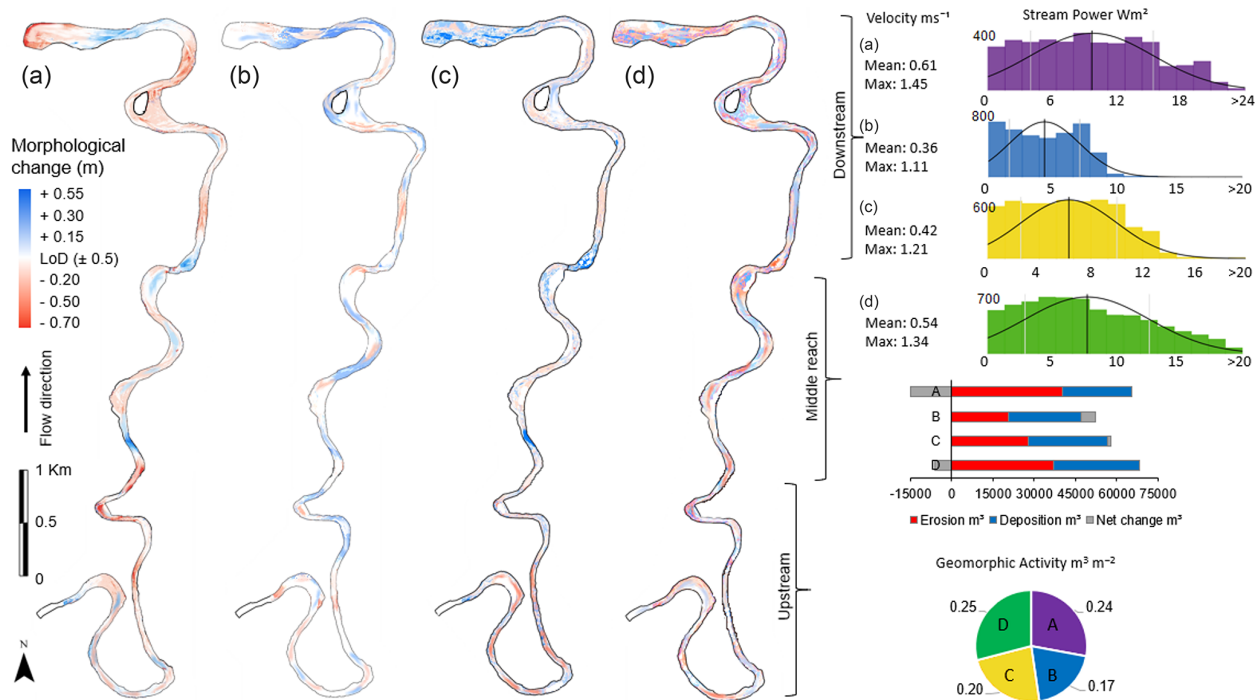 (a)
(b)
(c)
(d)
Morphological
change (m)
+ 0.55
+ 0.30
+ 0.15
LoD (± 0.5)
- 0.20
- 0.50
- 0.70
Flow direction
1 Km
0.5
0
N
Downstream
Middle reach
Upstream
Velocity ms⁻¹
Stream Power Wm²
(a)
Mean: 0.61
Max: 1.45
400
0 6 12 18 >24
(b)
Mean: 0.36
Max: 1.11
800
0 5 10 16 >20
(c)
Mean: 0.42
Max: 1.21
600
0 4 8 12 >20
(d)
Mean: 0.54
Max: 1.34
700
0 5 10 15 >20
A
B
C
D
-15000 0 15000 30000 45000 60000 75000
Erosion m³ Deposition m³ Net change m³
Geomorphic Activity m³ m⁻²
0.25 D A 0.24
0.20 C B 0.17